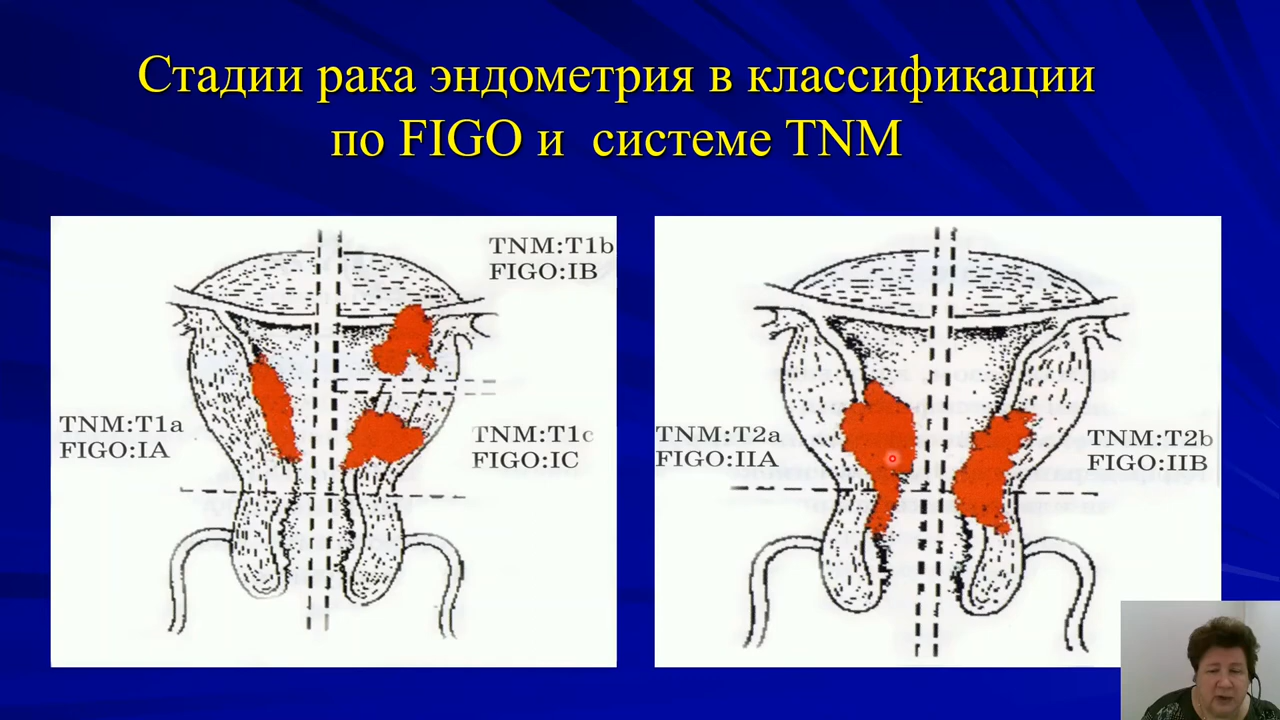 Стадии рака эндометрия в классификации
по FIGO и системе TNM
TNM:T1b
FIGO:IB
TNM:T1a
FIGO:IA
TNM:T1c
FIGO:IC
TNM:T2a
FIGO:IIA
TNM:T2b
FIGO:IIB